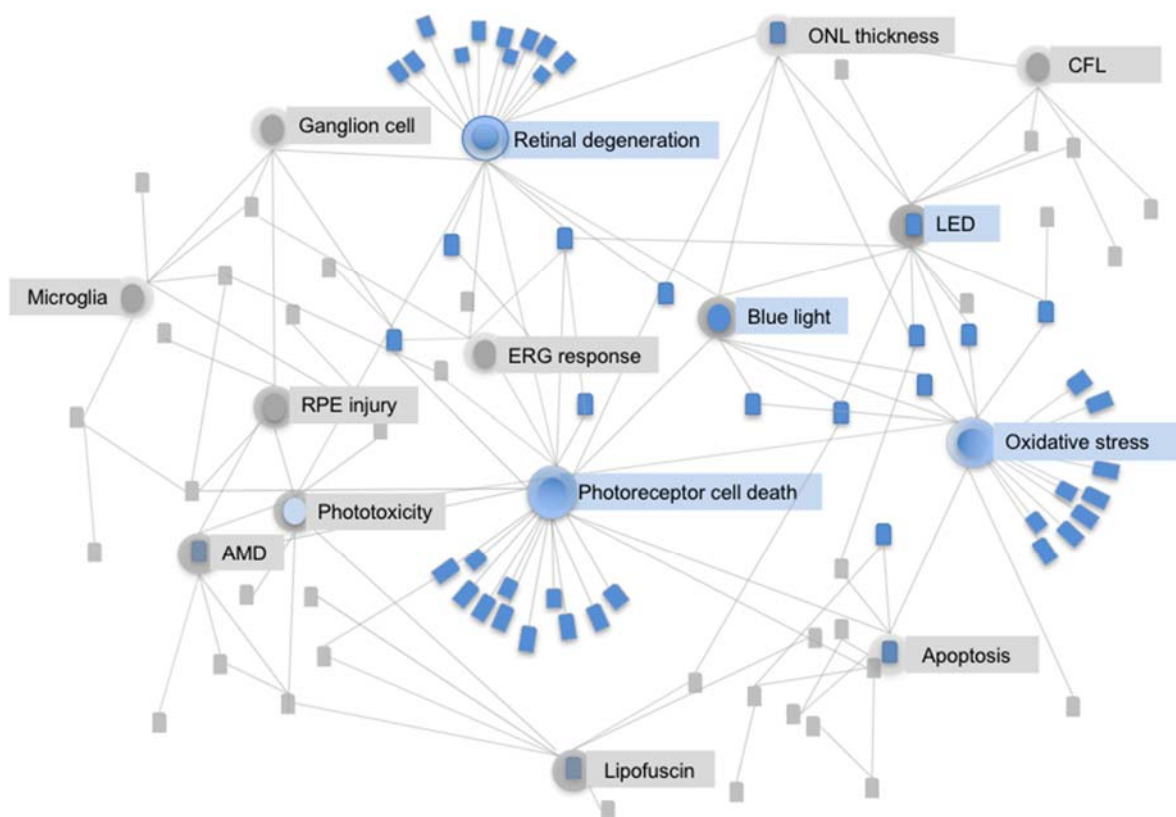 ONL thickness
CFL
Ganglion cell
Retinal degeneration
LED
Microglia
Blue light
ERG response
RPE injury
Oxidative stress
Photoreceptor cell death
Phototoxicity
AMD
Apoptosis
Lipofuscin